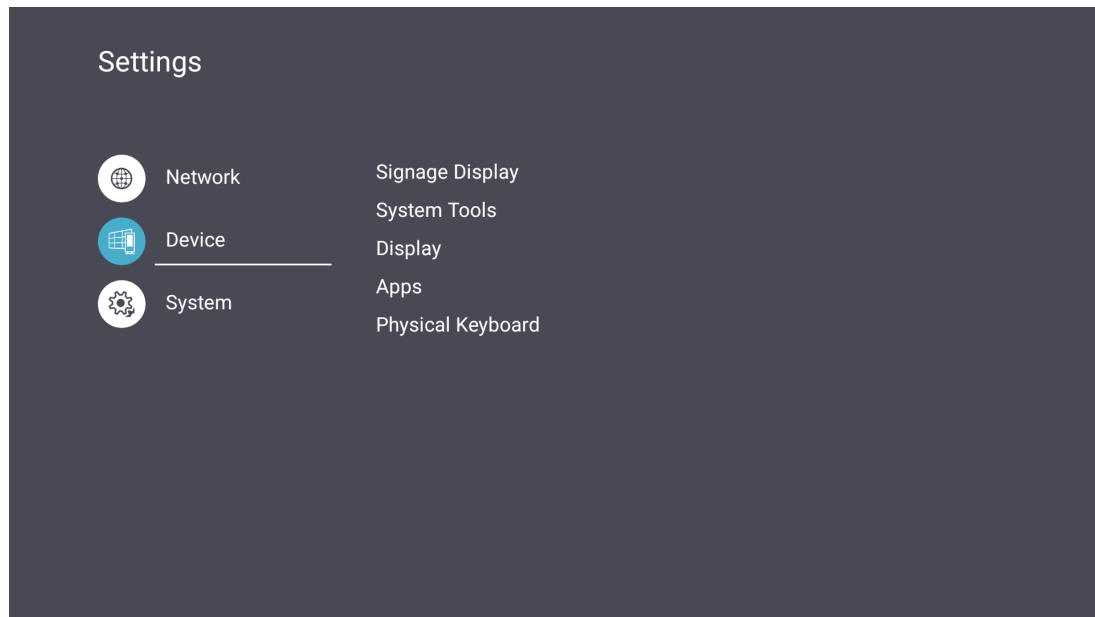 Settings
Network
Device
System
Signage Display
System Tools
Display
Apps
Physical Keyboard